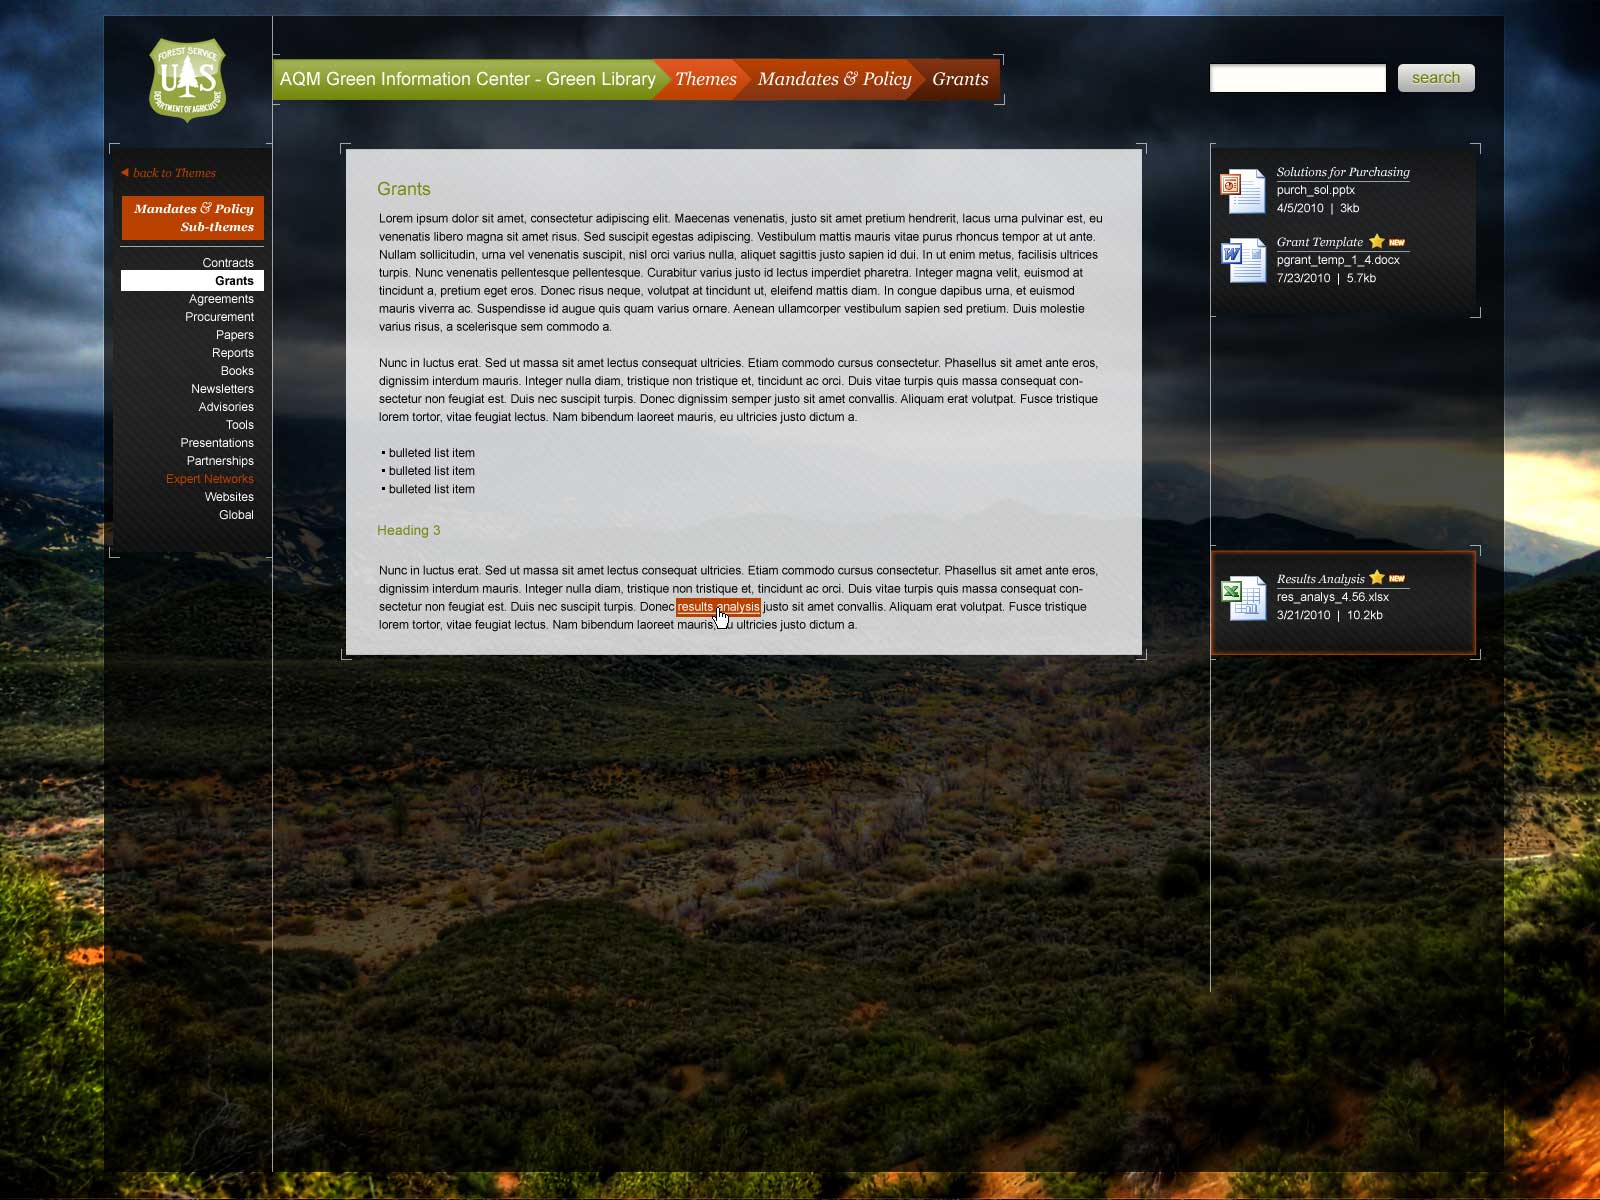 FOREST SERVICE
US
DEPARTMENT OF AGRICULTURE
AQM Green Information Center - Green Library
Themes
Mandates & Policy
Grants
search
back to Themes
Mandates & Policy
Sub-themes
Contracts
Grants
Agreements
Procurement
Papers
Reports
Books
Newsletters
Advisories
Tools
Presentations
Partnerships
Expert Networks
Websites
Global
Grants
Lorem ipsum dolor sit amet, consectetur adipiscing elit. Maecenas venenatis, justo sit amet pretium hendrerit, lacus urna pulvinar est, eu
venenatis libero magna sit amet risus. Sed suscipit egestas adipiscing. Vestibulum mattis mauris vitae purus rhoncus tempor at ut ante.
Nullam sollicitudin, urna vel venenatis suscipit, nisl orci varius nulla, aliquet sagittis justo sapien id dui. In ut enim metus, facilisis ultrices
turpis. Nunc venenatis pellentesque pellentesque. Curabitur varius justo id lectus imperdiet pharetra. Integer magna velit, euismod at
tincidunt a, pretium eget eros. Donec risus neque, volutpat at tincidunt ut, eleifend mattis diam. In congue dapibus urna, et euismod
mauris viverra ac. Suspendisse id augue quis quam varius ornare. Aenean ullamcorper vestibulum sapien sed pretium. Duis molestie
varius risus, a scelerisque sem commodo a.
Nunc in luctus erat. Sed ut massa sit amet lectus consequat ultricies. Etiam commodo cursus consectetur. Phasellus sit amet ante eros,
dignissim interdum mauris. Integer nulla diam, tristique non tristique et, tincidunt ac orci. Duis vitae turpis quis massa consequat con-
sectetur non feugiat est. Duis nec suscipit turpis. Donec dignissim semper justo sit amet convallis. Aliquam erat volutpat. Fusce tristique
lorem tortor, vitae feugiat lectus. Nam bibendum laoreet mauris, eu ultricies justo dictum a.
▪ bulleted list item
▪ bulleted list item
▪ bulleted list item
Heading 3
Nunc in luctus erat. Sed ut massa sit amet lectus consequat ultricies. Etiam commodo cursus consectetur. Phasellus sit amet ante eros,
dignissim interdum mauris. Integer nulla diam, tristique non tristique et, tincidunt ac orci. Duis vitae turpis quis massa consequat con-
sectetur non feugiat est. Duis nec suscipit turpis. Donec results analysis justo sit amet convallis. Aliquam erat volutpat. Fusce tristique
lorem tortor, vitae feugiat lectus. Nam bibendum laoreet mauris, eu ultricies justo dictum a.
Solutions for Purchasing
purch_sol.pptx
4/5/2010 | 3kb
Grant Template NEW
pgrant_temp_1_4.docx
7/23/2010 | 5.7kb
Results Analysis NEW
res_analys_4.56.xlsx
3/21/2010 | 10.2kb